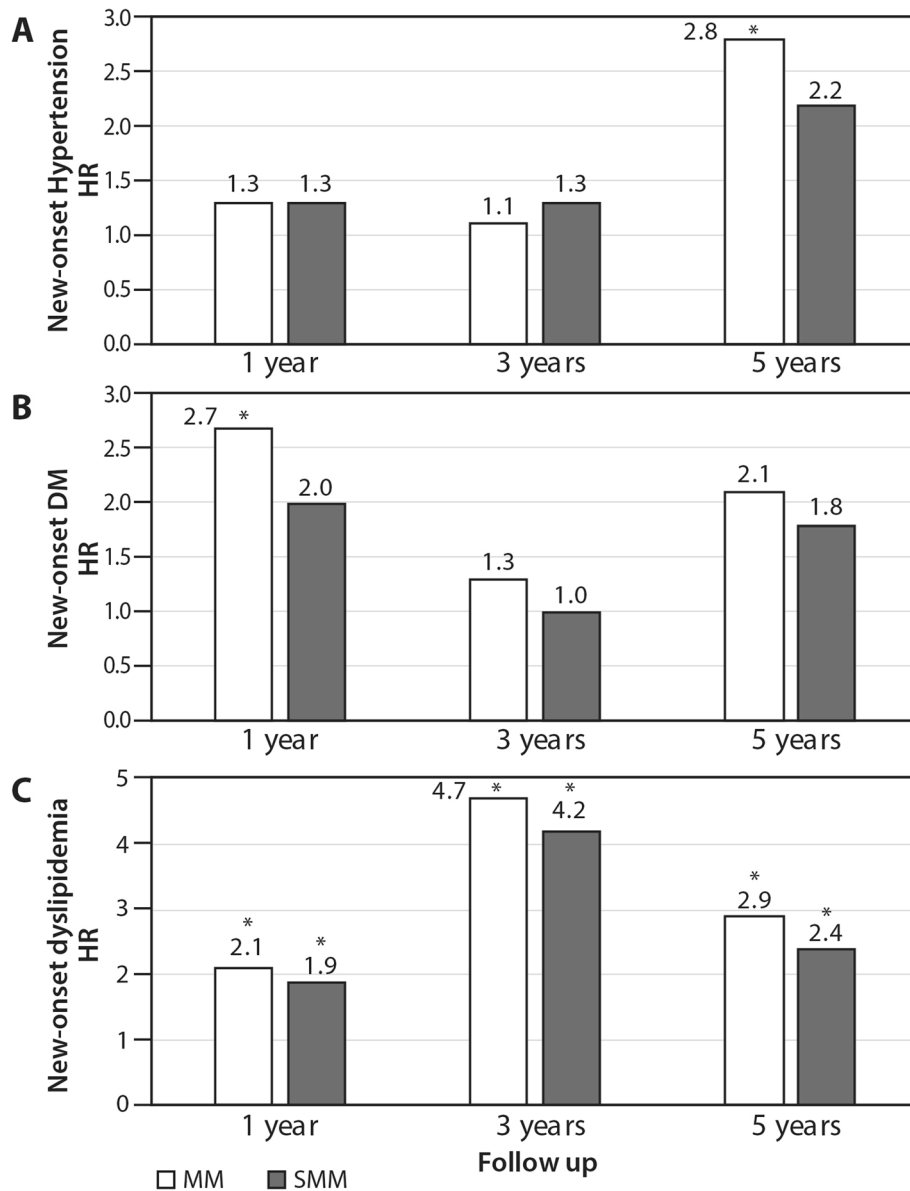 A
New-onset Hypertension
HR
3.0
2.5
2.0
1.5
1.0
0.5
0.0
1.3
1.3
1.1
1.3
2.8
*
2.2
1 year
3 years
5 years
B
New-onset DM
HR
3.0
2.5
2.0
1.5
1.0
0.5
0.0
2.7
*
2.0
1.3
1.0
2.1
1.8
1 year
3 years
5 years
C
New-onset dyslipidemia
HR
5
4
3
2
1
0
*
2.1
*
1.9
4.7
*
*
4.2
*
2.9
*
2.4
1 year
3 years
5 years
Follow up
MM
SMM